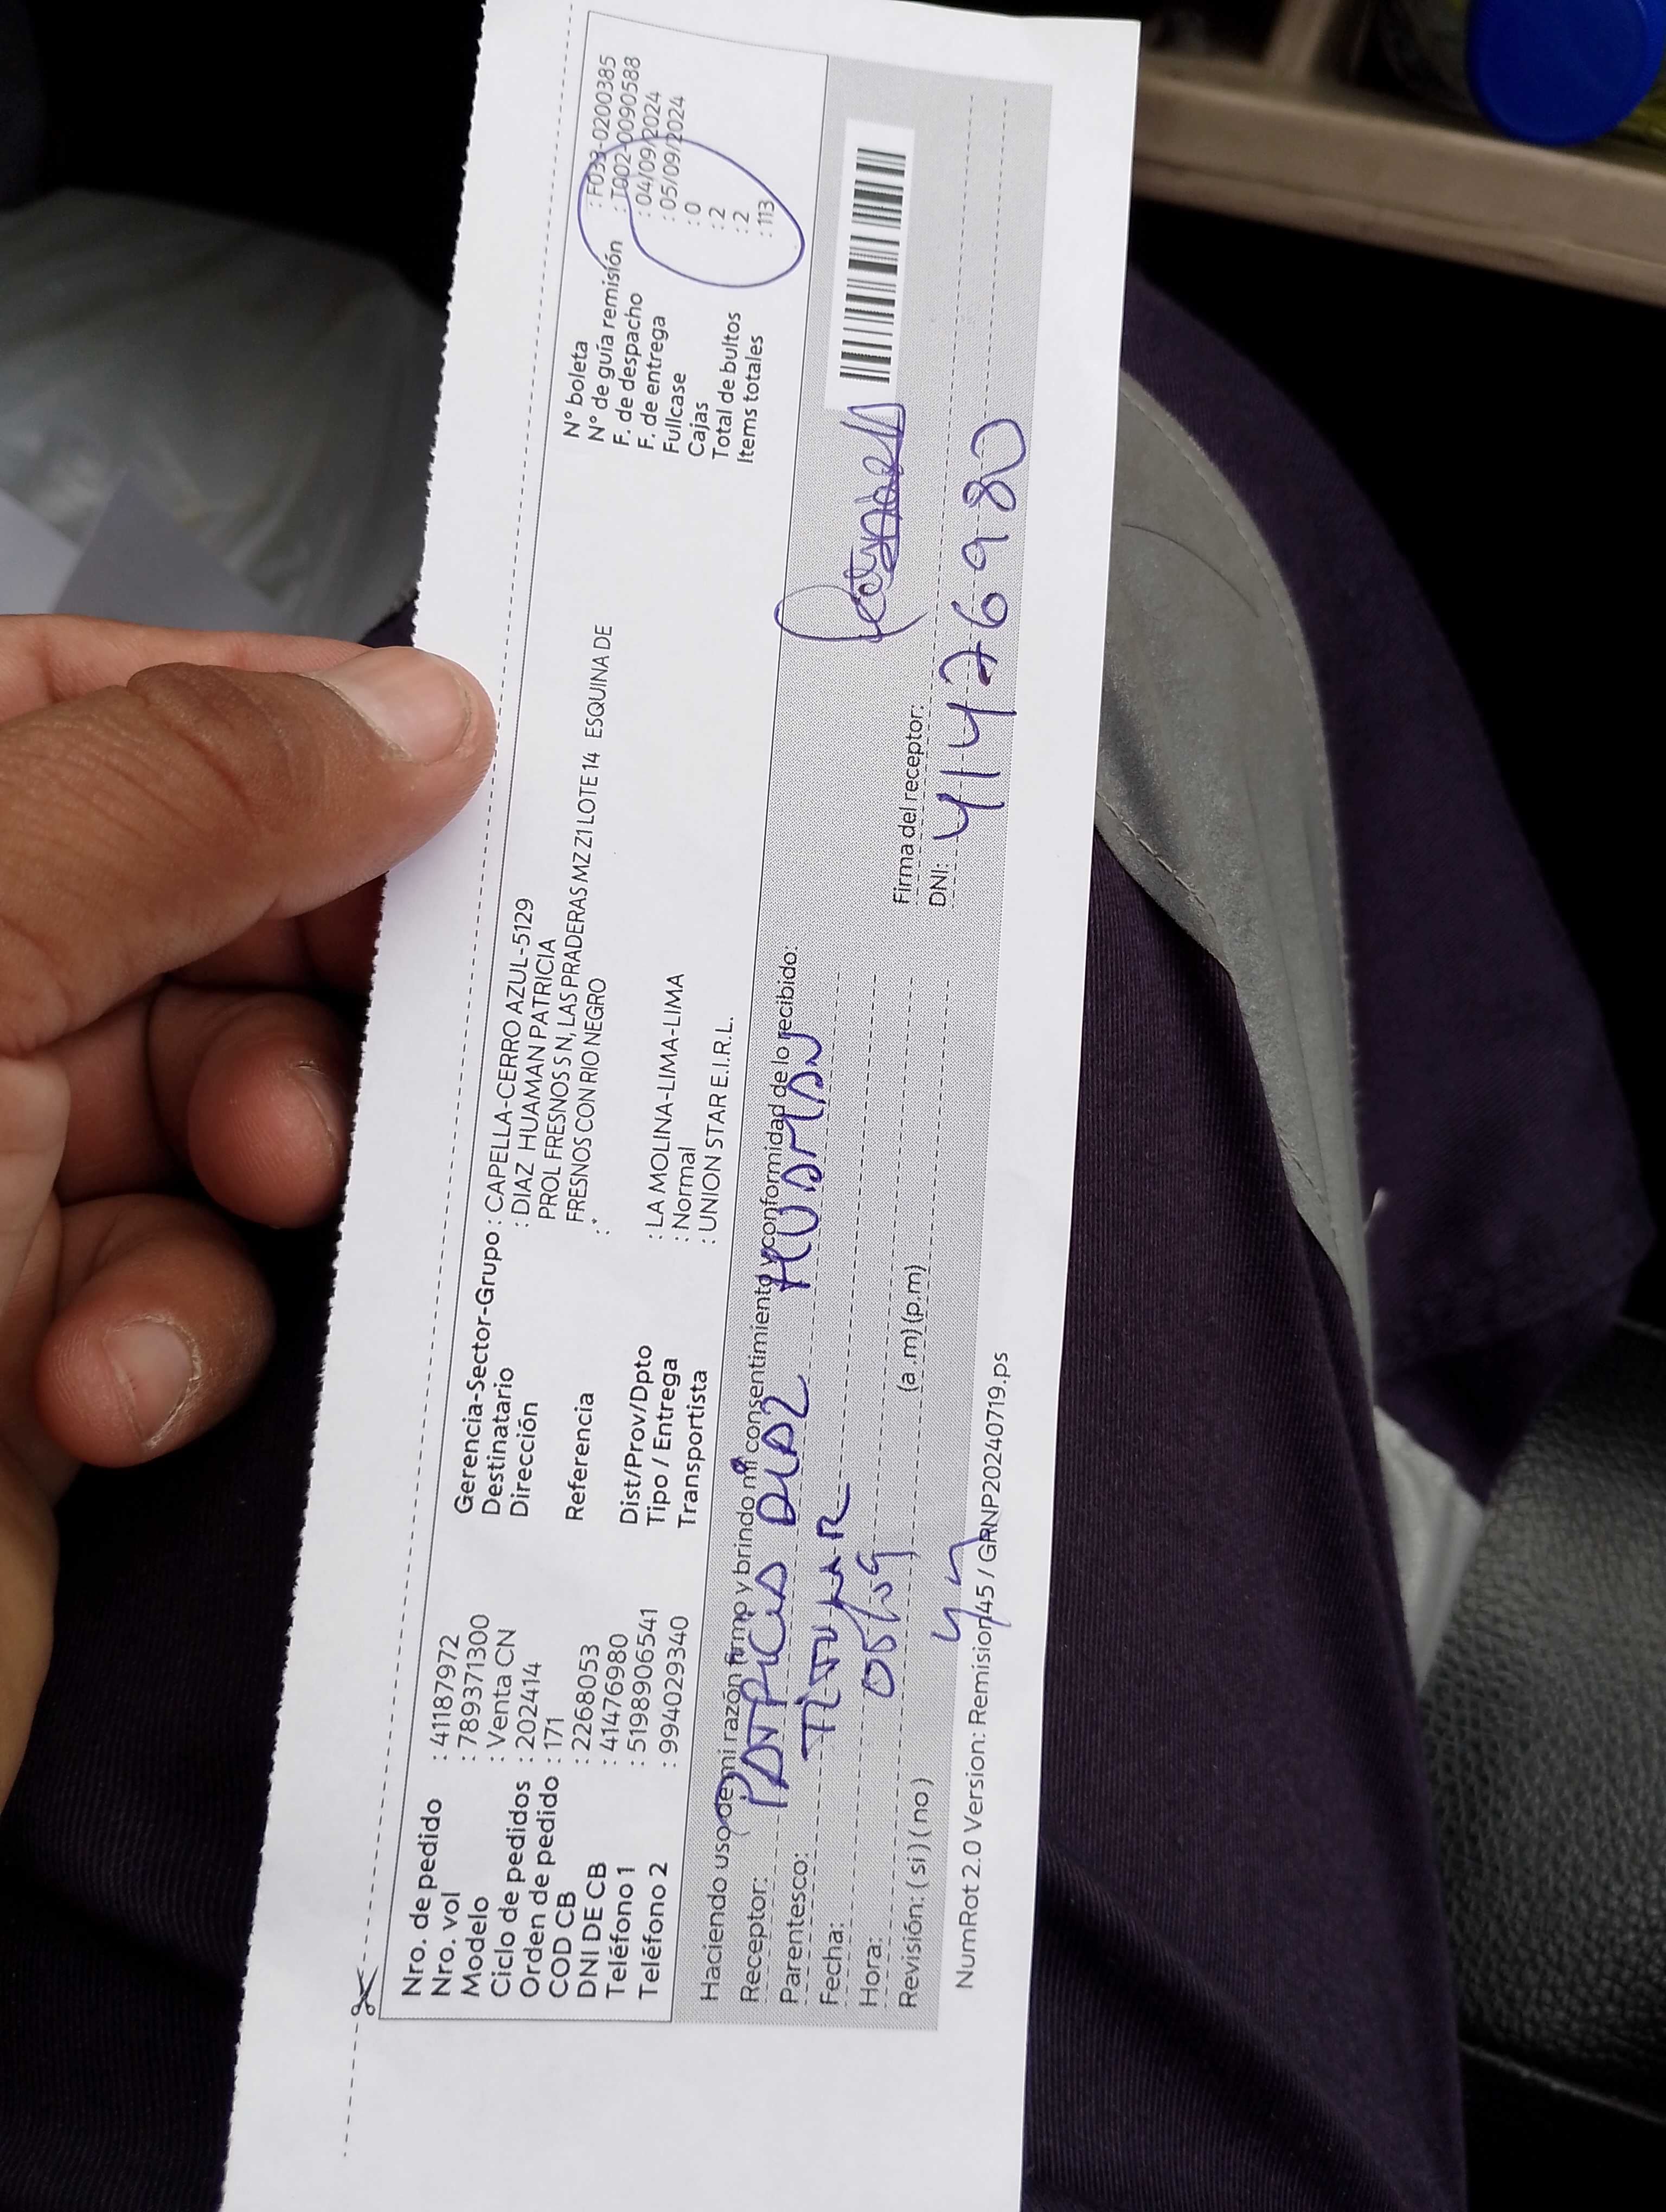 Nro. de pedido : 41187972
Nro. vol : 789371300
Modelo : Venta CN
Ciclo de pedidos : 202414
Orden de pedido : 171
COD CB : 2268053
DNI DE CB : 41476980
Teléfono 1 : 5198906541
Teléfono 2 : 994029340
Gerencia-Sector-Grupo : CAPELLA-CERRO AZUL-5129
Destinatario : DIAZ HUAMAN PATRICIA
Dirección PROL FRESNOS S N, LAS PRADERAS MZ Z1 LOTE 14 ESQUINA DE
FRESNOS CON RIO NEGRO
Referencia : *
Dist/Prov/Dpto : LA MOLINA-LIMA-LIMA
Tipo / Entrega : Normal
Transportista : UNION STAR E.I.R.L.
N° boleta : F033-0200385
N° de guía remisión : T002-0090588
F. de despacho : 04/09/2024
F. de entrega : 05/09/2024
Fullcase : 0
Cajas : 2
Total de bultos : 2
Items totales : 113
Haciendo uso de mi razón firmo y brindo mi consentimiento y conformidad de lo recibido:
Receptor: PATRICIA DIAZ HUAMAN
Parentesco: TITULAR
Fecha: 05/09
Hora: (a.m) (p.m)
Revisión: ( si ) ( no )
Firma del receptor:
DNI: 41476980
NumRot 2.0 Version: Remision45 / GRNP20240719.ps